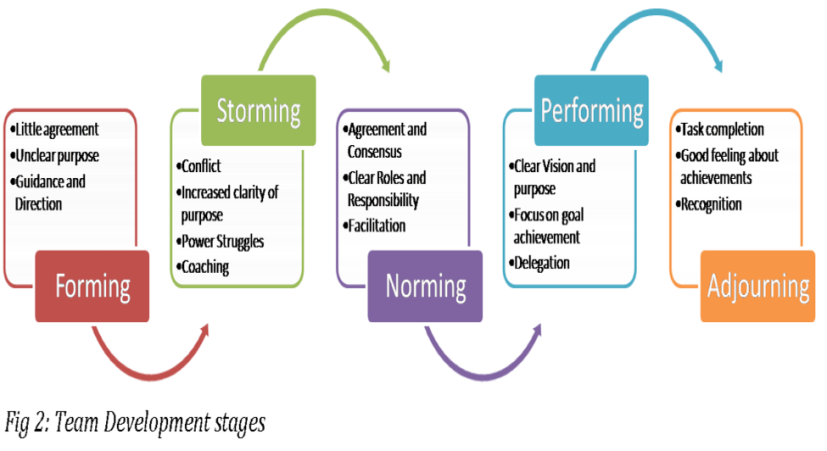 Forming
•Little agreement
•Unclear purpose
•Guidance and
Direction
Storming
•Conflict
•Increased clarity of
purpose
•Power Struggles
•Coaching
Norming
•Agreement and
Consensus
•Clear Roles and
Responsibility
•Facilitation
Performing
•Clear Vision and
purpose
•Focus on goal
achievement
•Delegation
Adjourning
•Task completion
•Good feeling about
achievements
•Recognition
Fig 2: Team Development stages